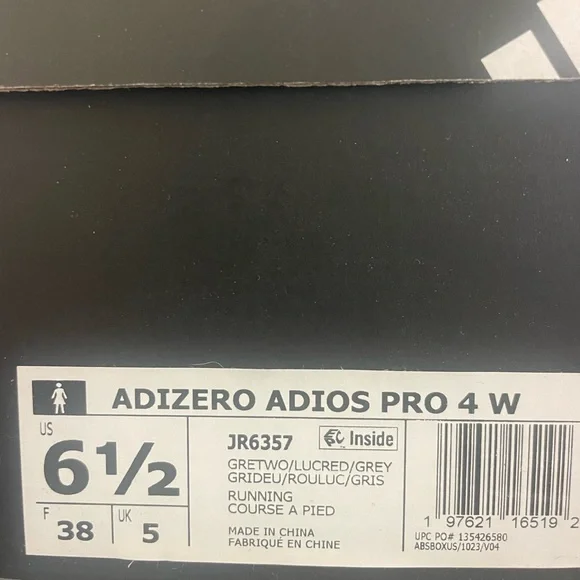 ADIZERO ADIOS PRO 4 W
US
6½
F
38
UK
5
JR6357
Inside
GRETWO/LUCRED/GREY
GRIDEU/ROULUC/GRIS
RUNNING
COURSE A PIED
MADE IN CHINA
FABRIQUÉ EN CHINE
1 97621 16519 2
UPC PO# 135426580
ABS8OXUS/1023/V04